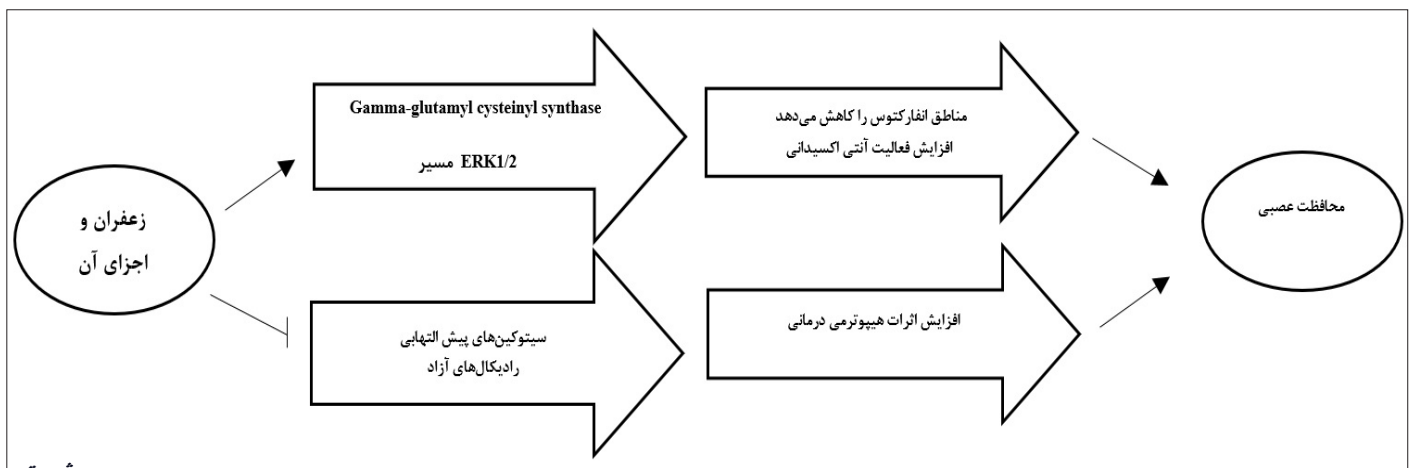 زعفران و
اجزای آن
Gamma-glutamyl cysteinyl synthase
مسیر ERK1/2
سیتوکین‌های پیش التهابی
رادیکال‌های آزاد
مناطق انفارکتوس را کاهش می‌دهد
افزایش فعالیت آنتی اکسیدانی
افزایش اثرات هیپوترمی درمانی
محافظت عصبی